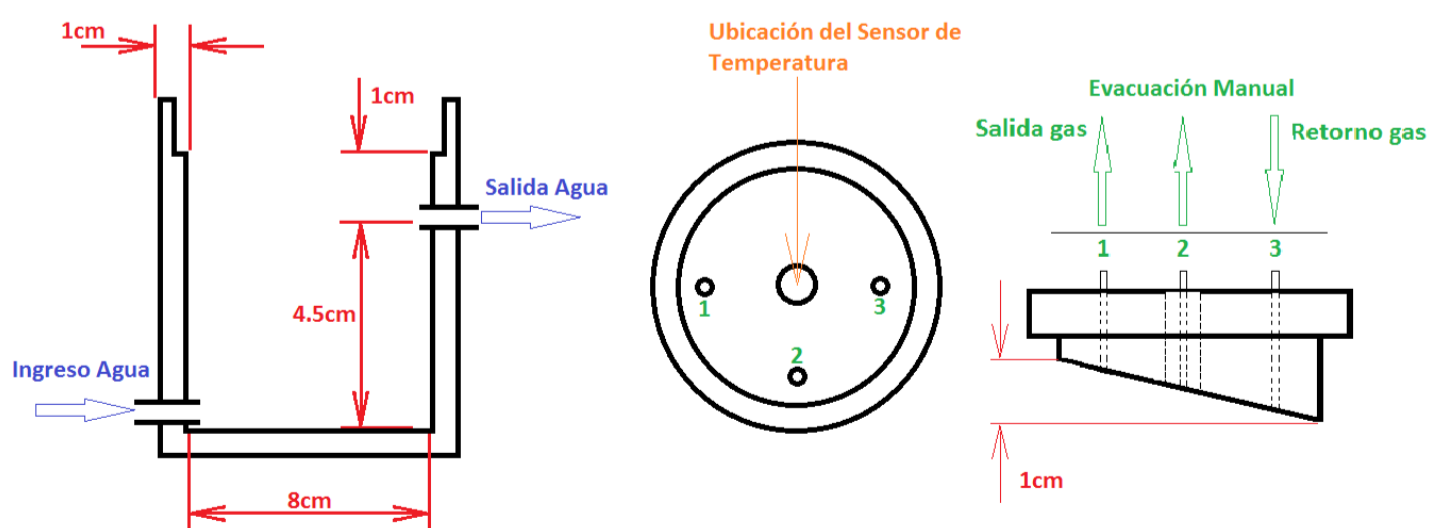 1cm
1cm
Salida Agua
4.5cm
Ingreso Agua
8cm
Ubicación del Sensor de
Temperatura
1
3
2
Evacuación Manual
Salida gas
Retorno gas
1
2
3
1cm